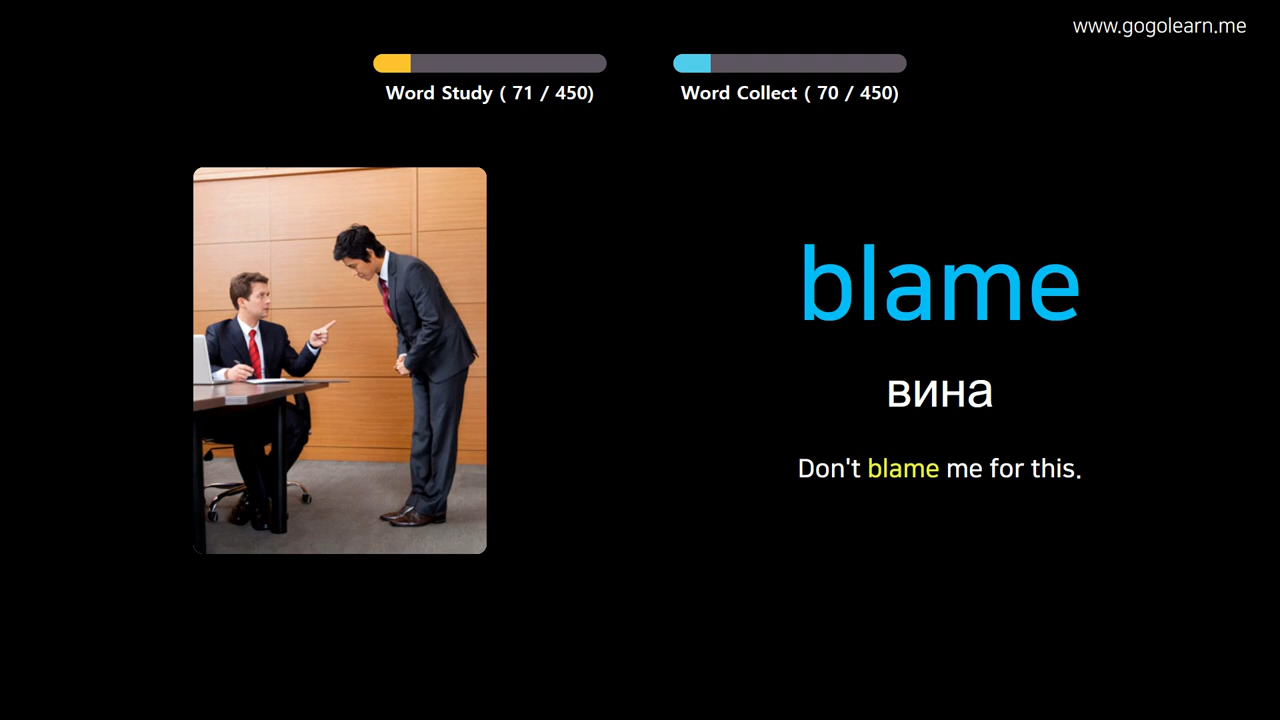 www.gogolearn.me
Word Study ( 71 / 450)
Word Collect ( 70 / 450)
blame
вина
Don't blame me for this.